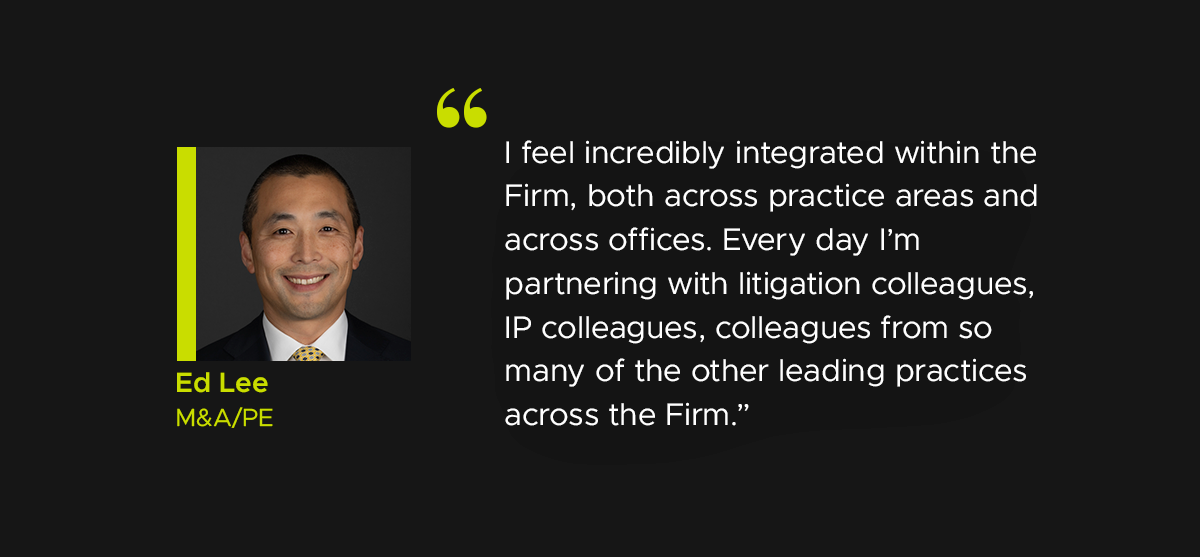 “
I feel incredibly integrated within the
Firm, both across practice areas and
across offices. Every day I’m
partnering with litigation colleagues,
IP colleagues, colleagues from so
many of the other leading practices
across the Firm.”
Ed Lee
M&A/PE